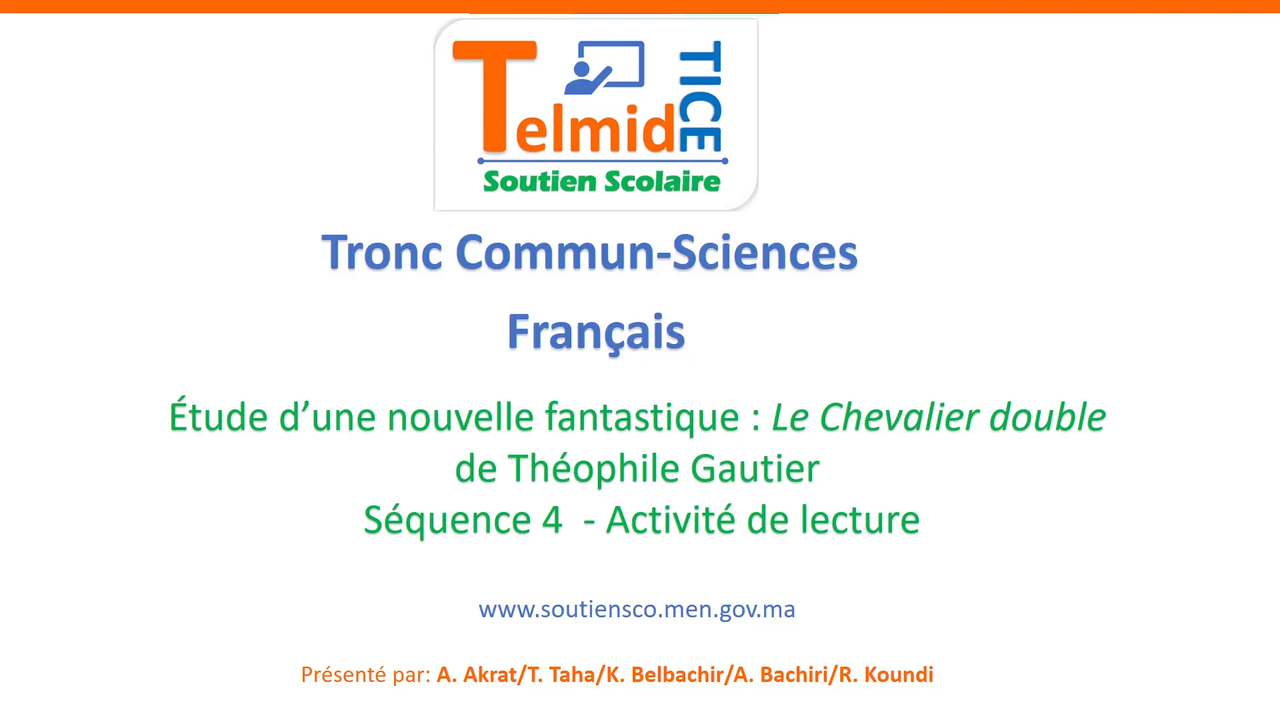 Telmid TICE
Soutien Scolaire
Tronc Commun-Sciences
Français
Étude d’une nouvelle fantastique : Le Chevalier double
de Théophile Gautier
Séquence 4 - Activité de lecture
www.soutiensco.men.gov.ma
Présenté par: A. Akrat/T. Taha/K. Belbachir/A. Bachiri/R. Koundi